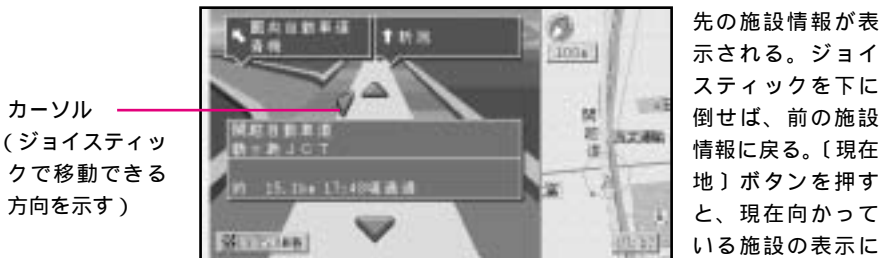 カーソル
（ジョイスティッ
クで移動できる
方向を示す）
圏央自動車道
青梅
新潟
100m
関越自動車道
鶴ヶ島ＪＣＴ
約 15.1km 17:48頃通過
関越道
先の施設情報が表
示される。ジョイ
スティックを下に
倒せば、前の施設
情報に戻る。〔現在
地〕ボタンを押す
と、現在向かって
いる施設の表示に